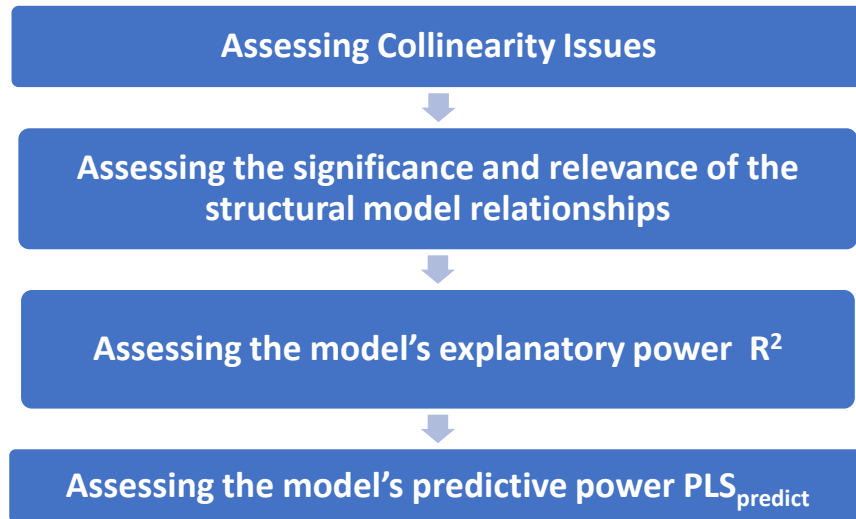 Assessing Collinearity Issues
Assessing the significance and relevance of the
structural model relationships
Assessing the model’s explanatory power R²
Assessing the model’s predictive power PLSpredict